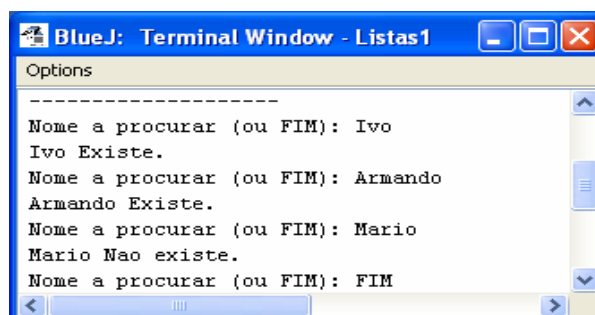 BlueJ: Terminal Window - Listas1
Options
--------------------
Nome a procurar (ou FIM): Ivo
Ivo Existe.
Nome a procurar (ou FIM): Armando
Armando Existe.
Nome a procurar (ou FIM): Mario
Mario Nao existe.
Nome a procurar (ou FIM): FIM